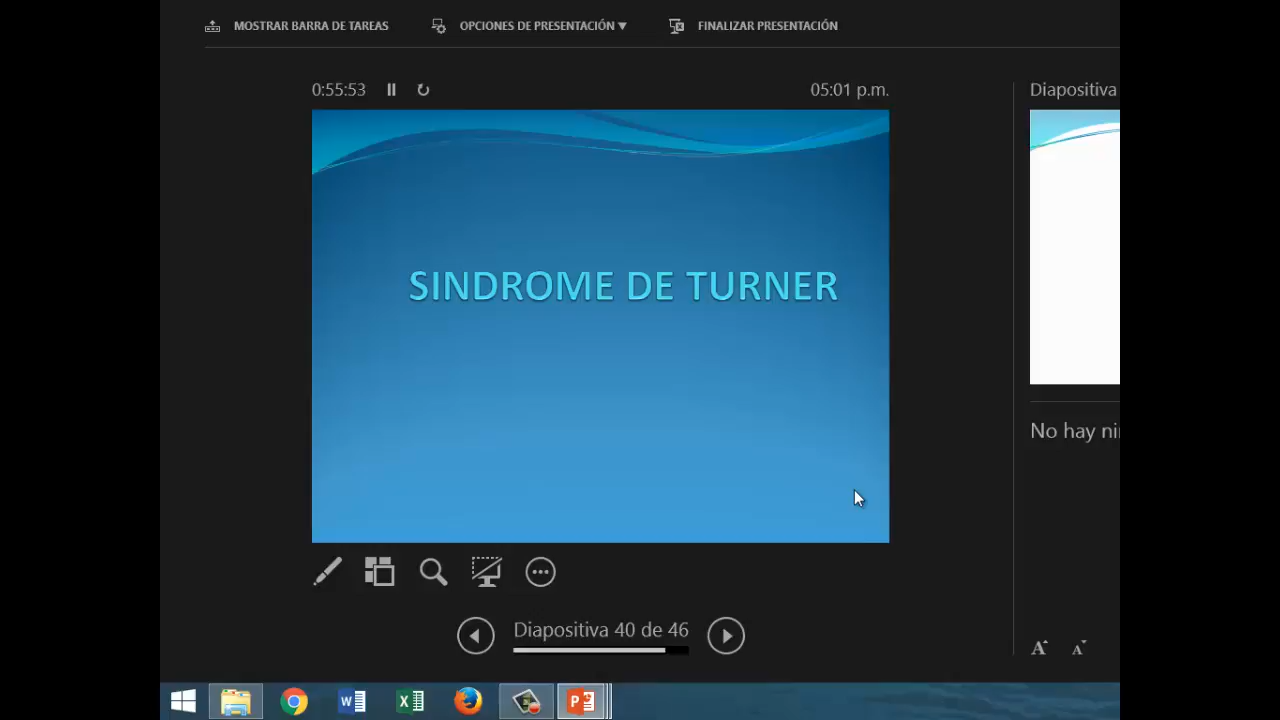 MOSTRAR BARRA DE TAREAS OPCIONES DE PRESENTACIÓN ▼ FINALIZAR PRESENTACIÓN
0:55:53 05:01 p.m. Diapositiva
SINDROME DE TURNER
No hay
Diapositiva 40 de 46
A A